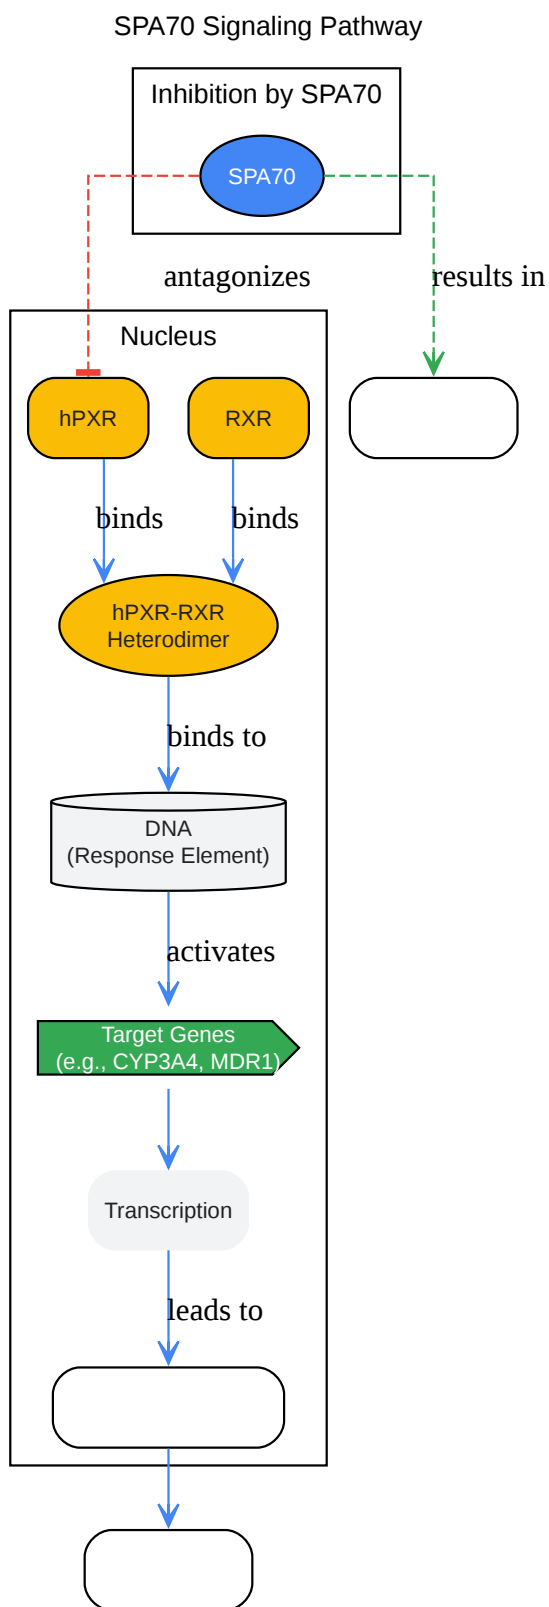 SPA70 Signaling Pathway
Inhibition by SPA70
SPA70
antagonizes
results in
Nucleus
hPXR
RXR
binds
binds
hPXR-RXR
Heterodimer
binds to
DNA
(Response Element)
activates
Target Genes
(e.g., CYP3A4, MDR1)
Transcription
leads to